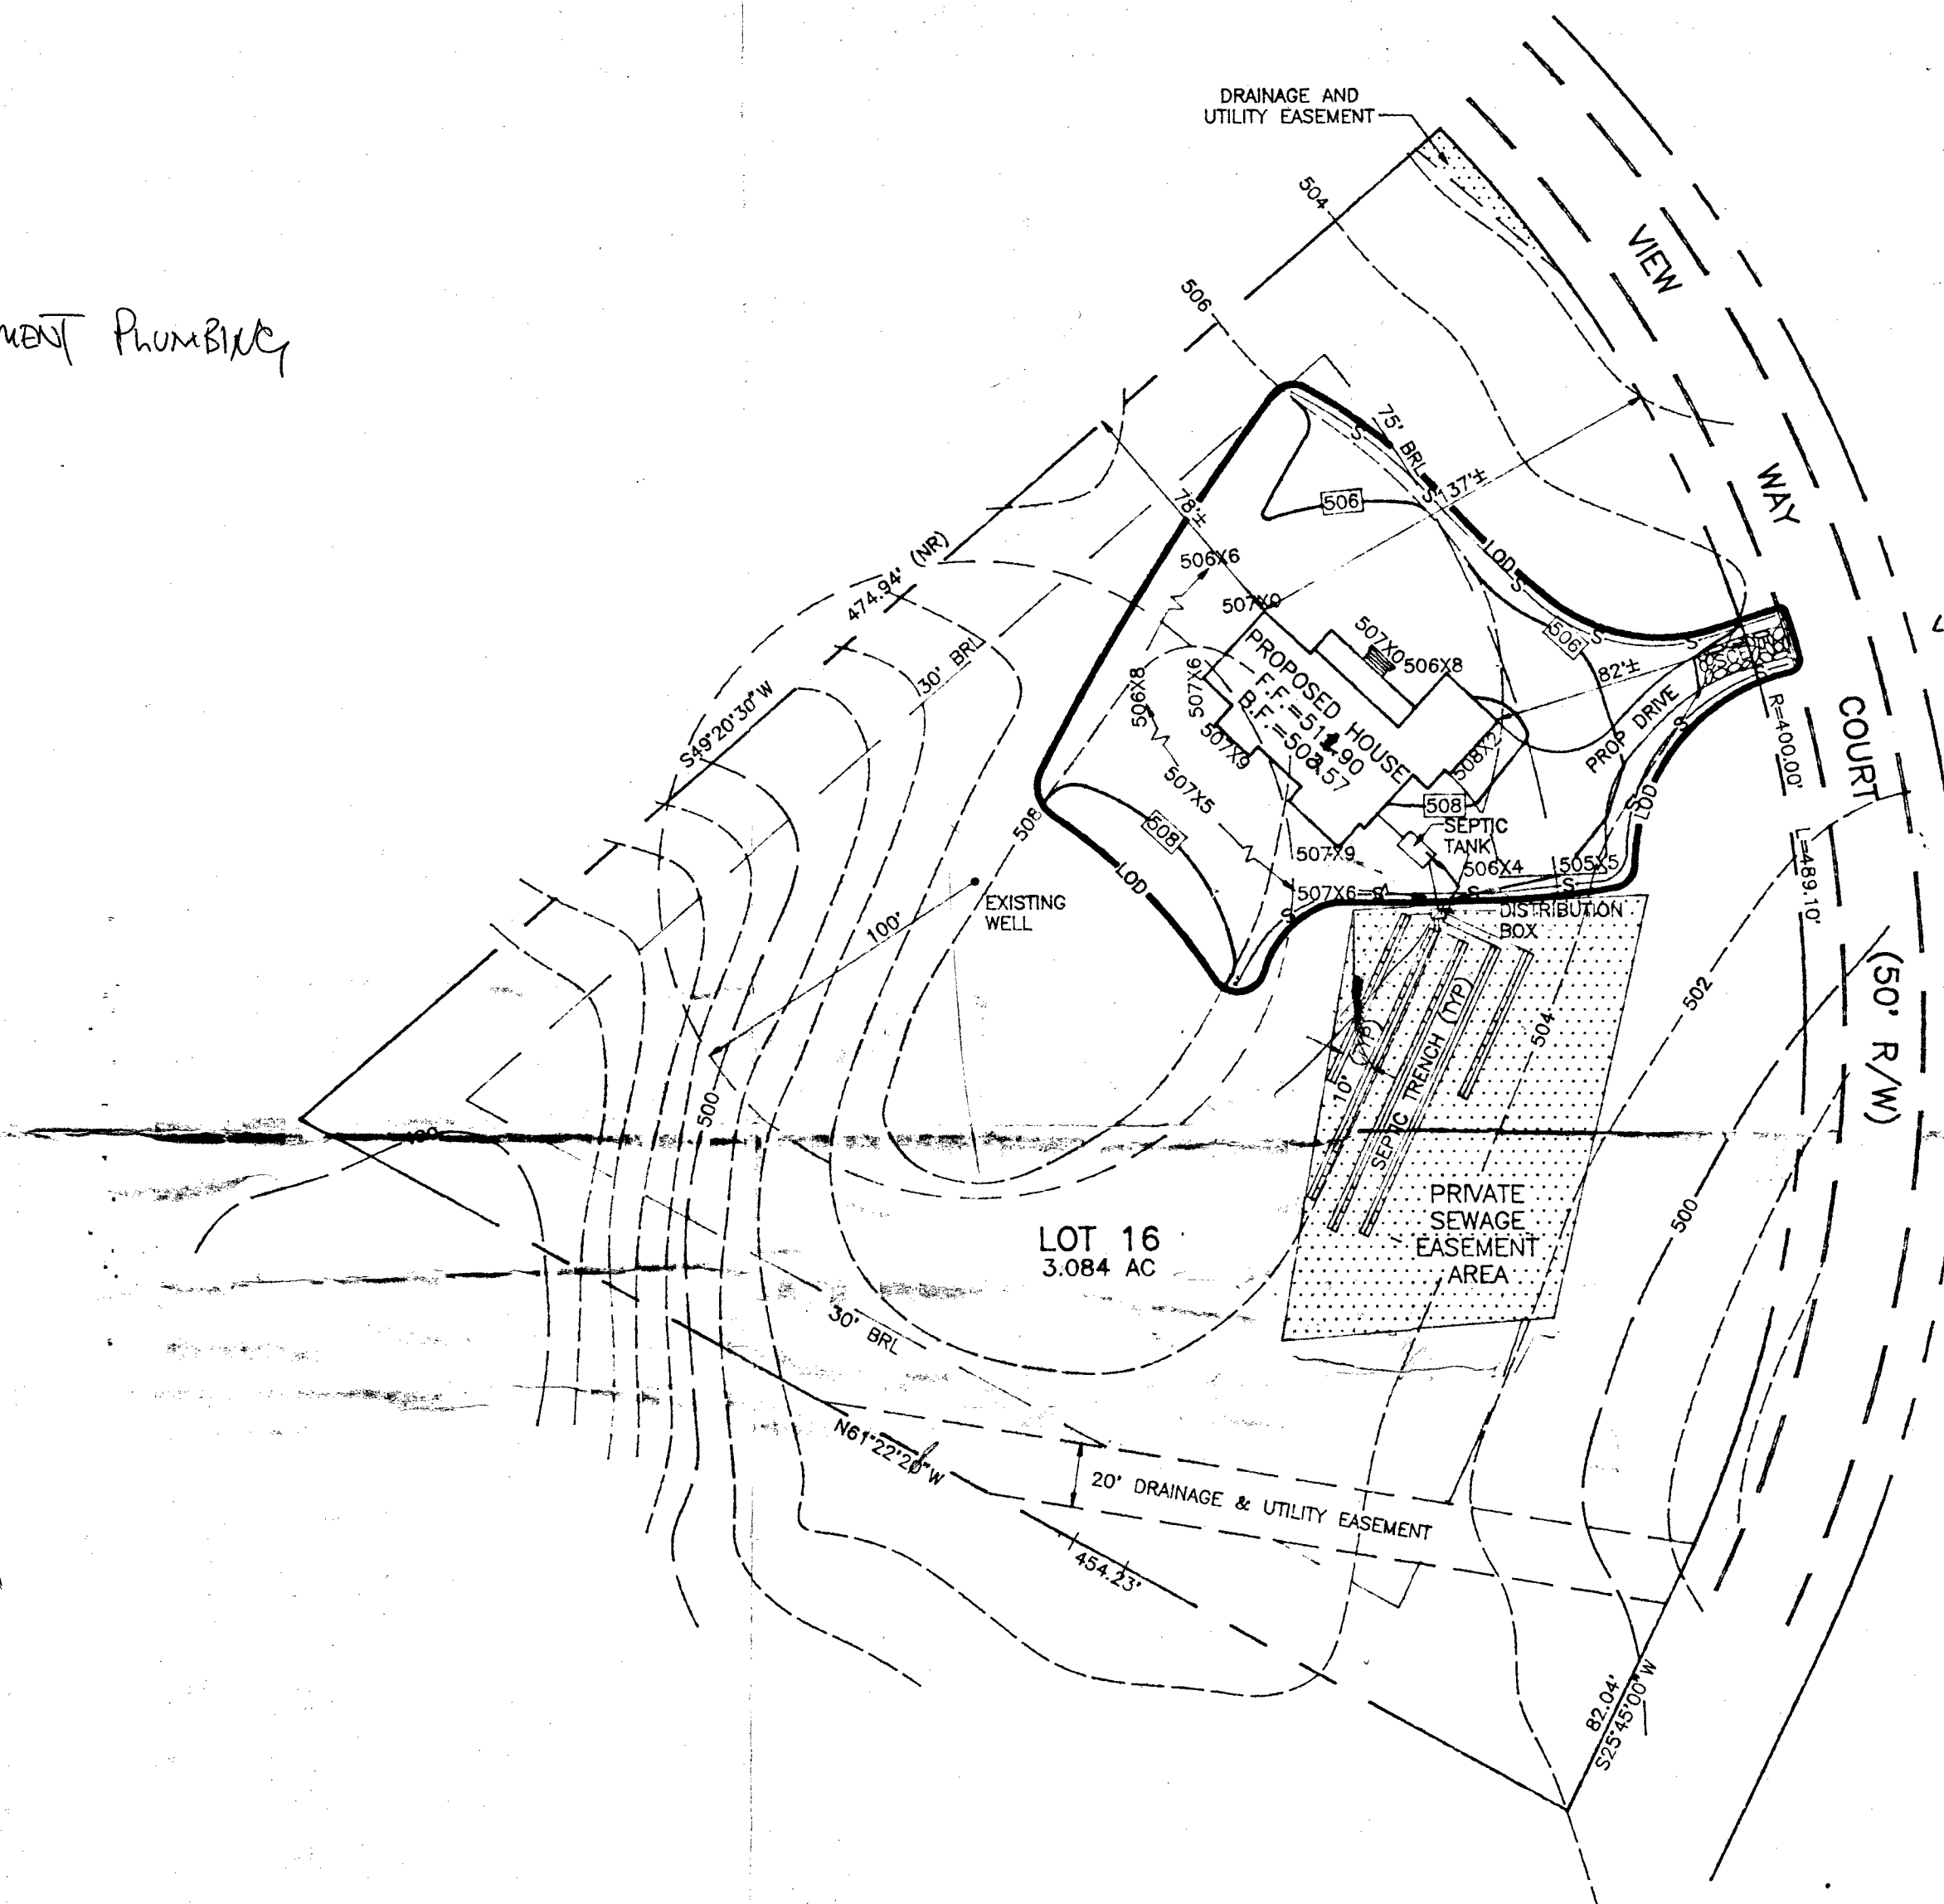 DRAINAGE AND
UTILITY EASEMENT
504
VIEW
506
PLUMBING
75' BRL
S
137'±
WAY
506
78'±
S
LOD
506X6
S
474.94' (NR)
507X0
507X0
506
S
S
SCE
30' BRL
506X8
82'±
PROPOSED HOUSE
F.F.=511.90
507X6
506X8
PROP DRIVE
R=400.00'
COURT
S49°20'30"W
507X9
508X2
S
507X5
508
LOD
S
508
508
SEPTIC
TANK
507X9
506X4
505X5
L=489.10'
LOD
507X6
S
S
S
EXISTING
WELL
DISTRIBUTION
BOX
S
100'
(50' R/W)
502
504
10' (TYP)
SEPTIC TRENCH (TYP)
500
PRIVATE
SEWAGE
EASEMENT
AREA
500
LOT 16
3.084 AC
30' BRL
N61°22'20"W
20' DRAINAGE & UTILITY EASEMENT
454.23'
82.04'
S25°45'00"W